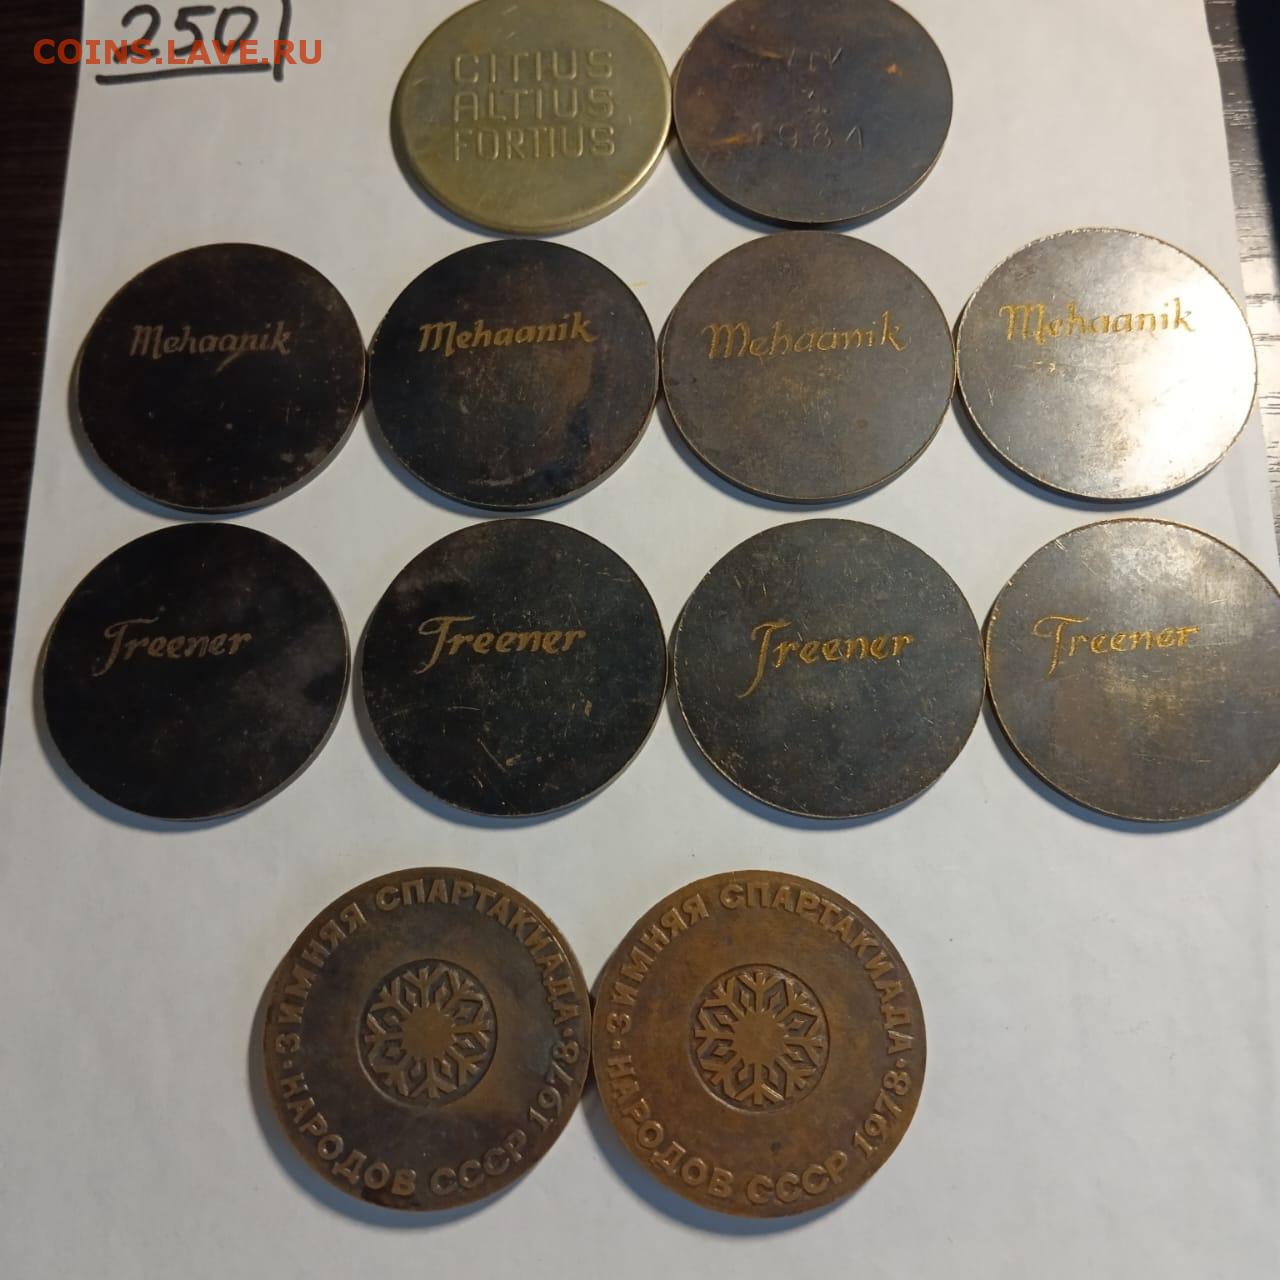 250
COINS.LAVE.RU
CITIUS
ALTIUS
FORTIUS
1984
Mehaanik
Mehaanik
Mehaanik
Mehaanik
Treener
Treener
Treener
Treener
ЗИМНЯЯ СПАРТАКИАДА
НАРОДОВ СССР 1978
ЗИМНЯЯ СПАРТАКИАДА
НАРОДОВ СССР 1978